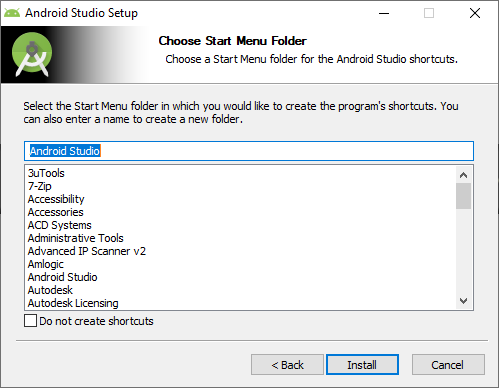 Android Studio Setup
Choose Start Menu Folder
Choose a Start Menu folder for the Android Studio shortcuts.
Select the Start Menu folder in which you would like to create the program's shortcuts. You
can also enter a name to create a new folder.
Android Studio
3uTools
7-Zip
Accessibility
Accessories
ACD Systems
Administrative Tools
Advanced IP Scanner v2
Amlogic
Android Studio
Autodesk
Autodesk Licensing
Do not create shortcuts
< Back
Install
Cancel